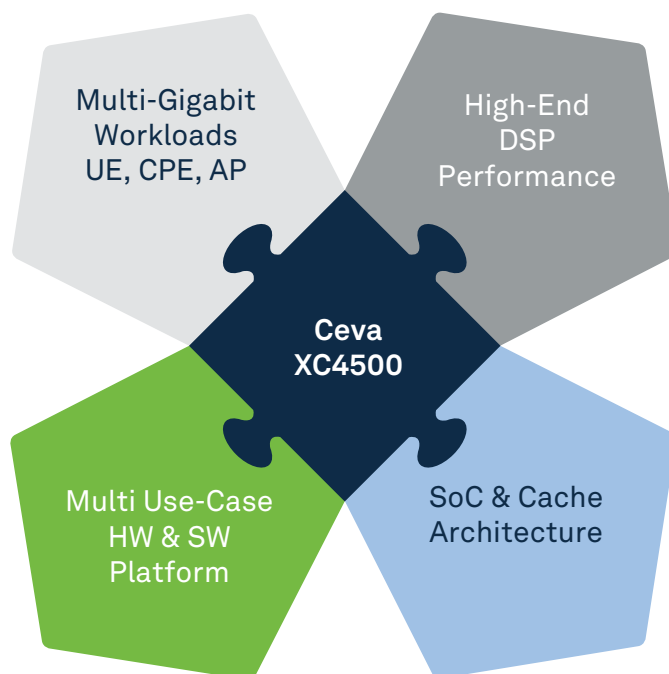 Multi-Gigabit
Workloads
UE, CPE, AP
High-End
DSP
Performance
Ceva
XC4500
Multi Use-Case
HW & SW
Platform
SoC & Cache
Architecture